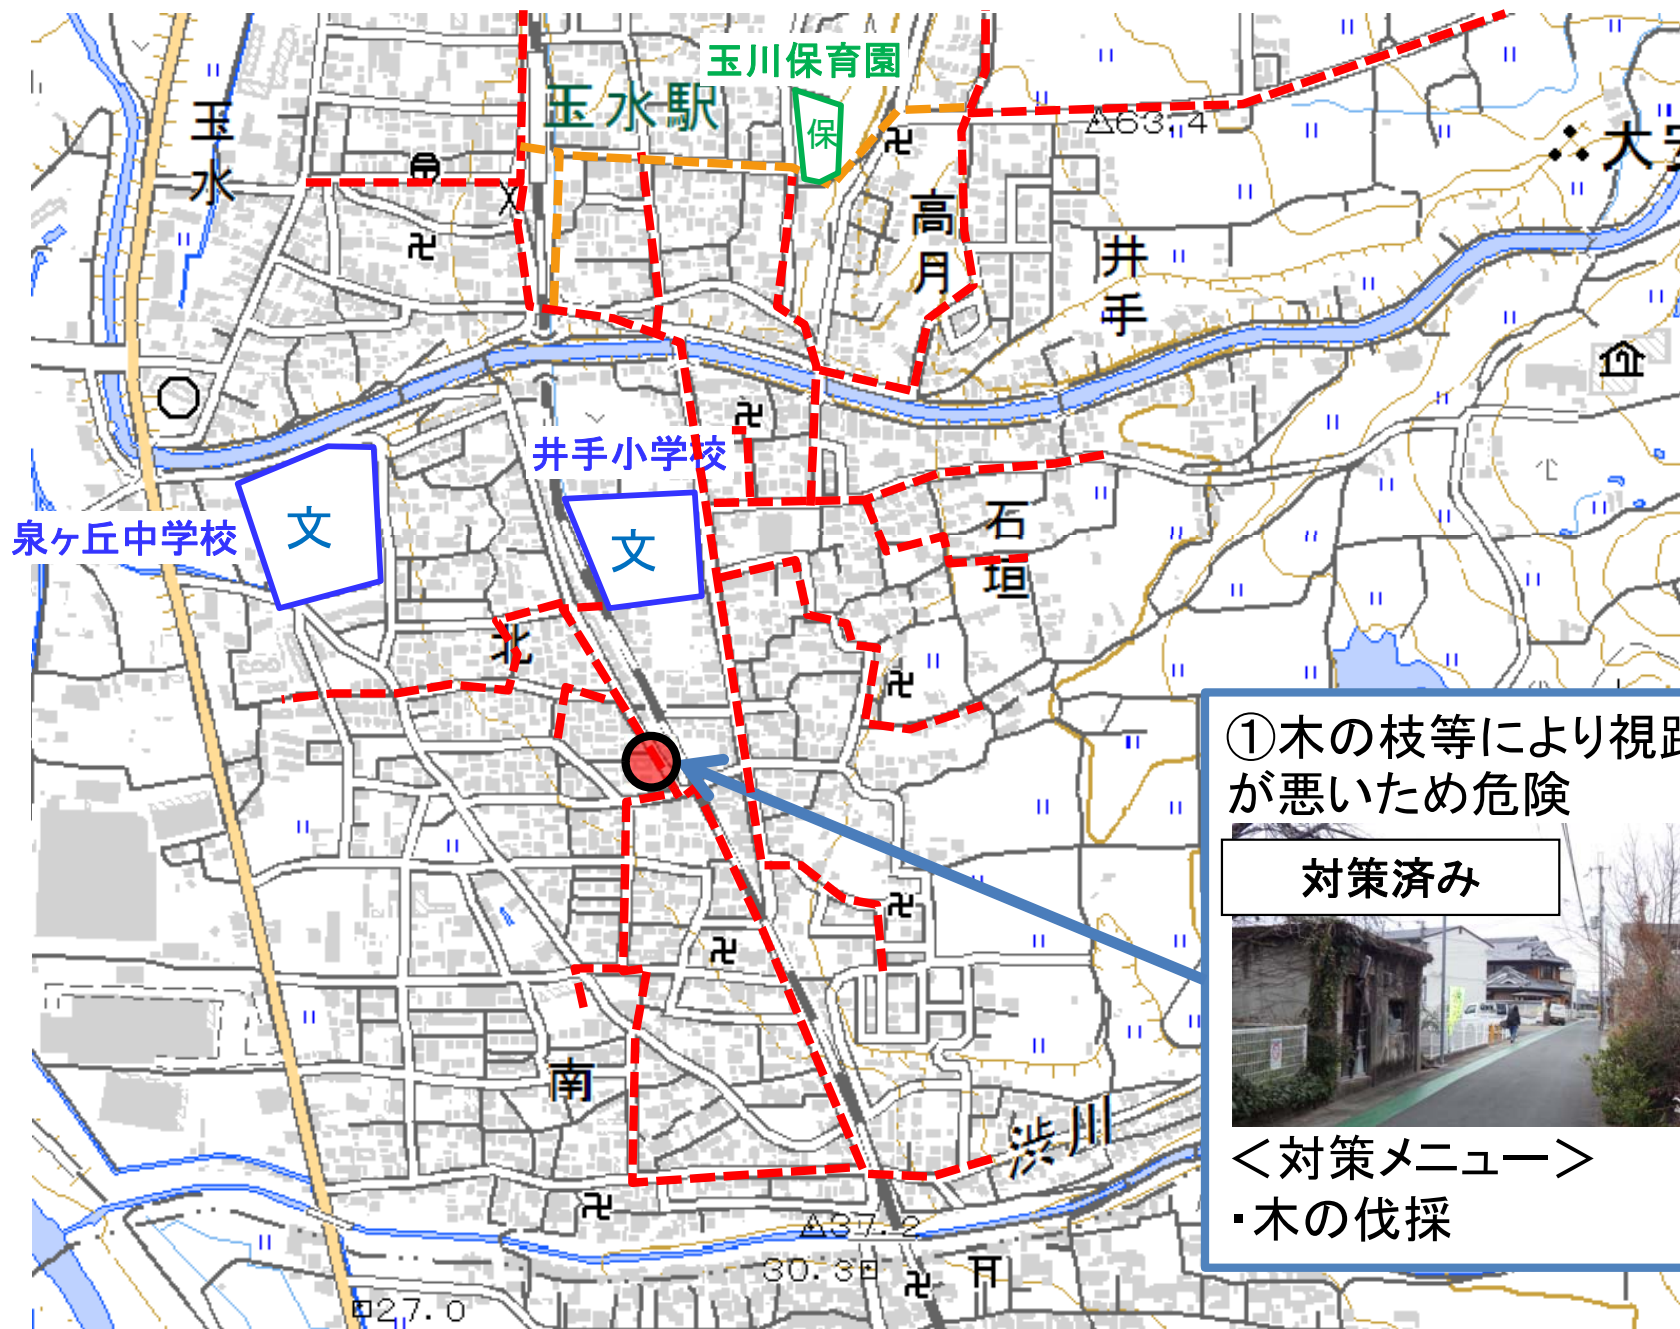 玉川保育園
玉水駅
保
玉水
63.4
大安
高月
井手
井手小学校
泉ヶ丘中学校
文
文
石垣
北
①木の枝等により視距
が悪いため危険
対策済み
＜対策メニュー＞
・木の伐採
南
渋川
37.2
30.3
27.0